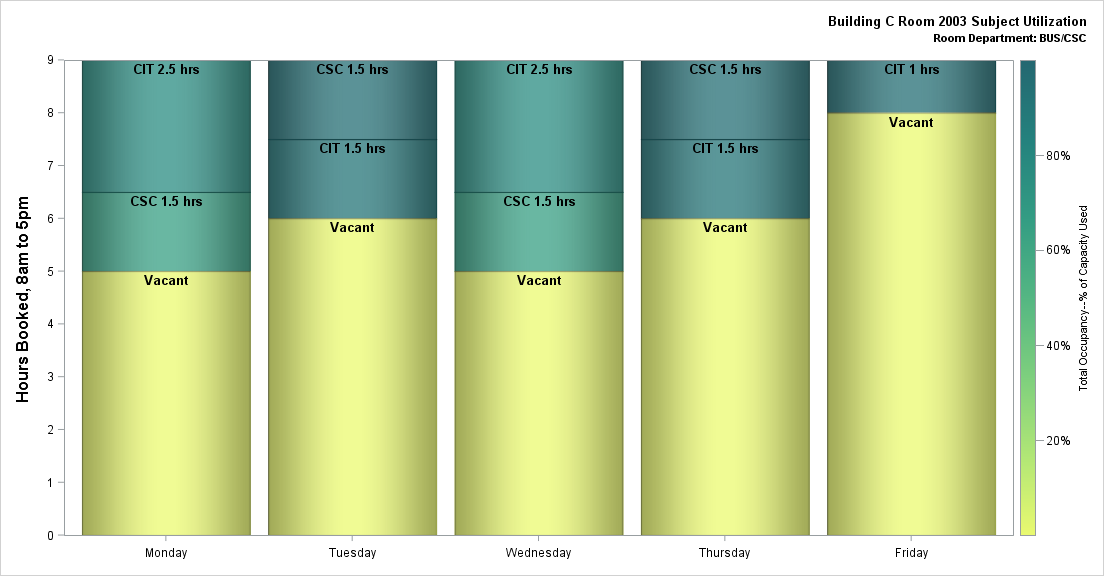 Building C Room 2003 Subject Utilization
Room Department: BUS/CSC
Hours Booked, 8am to 5pm
9
8
7
6
5
4
3
2
1
0
CIT 2.5 hrs
CSC 1.5 hrs
Vacant
CSC 1.5 hrs
CIT 1.5 hrs
Vacant
CIT 2.5 hrs
CSC 1.5 hrs
Vacant
CSC 1.5 hrs
CIT 1.5 hrs
Vacant
CIT 1 hrs
Vacant
Monday
Tuesday
Wednesday
Thursday
Friday
80%
60%
40%
20%
Total Occupancy--% of Capacity Used